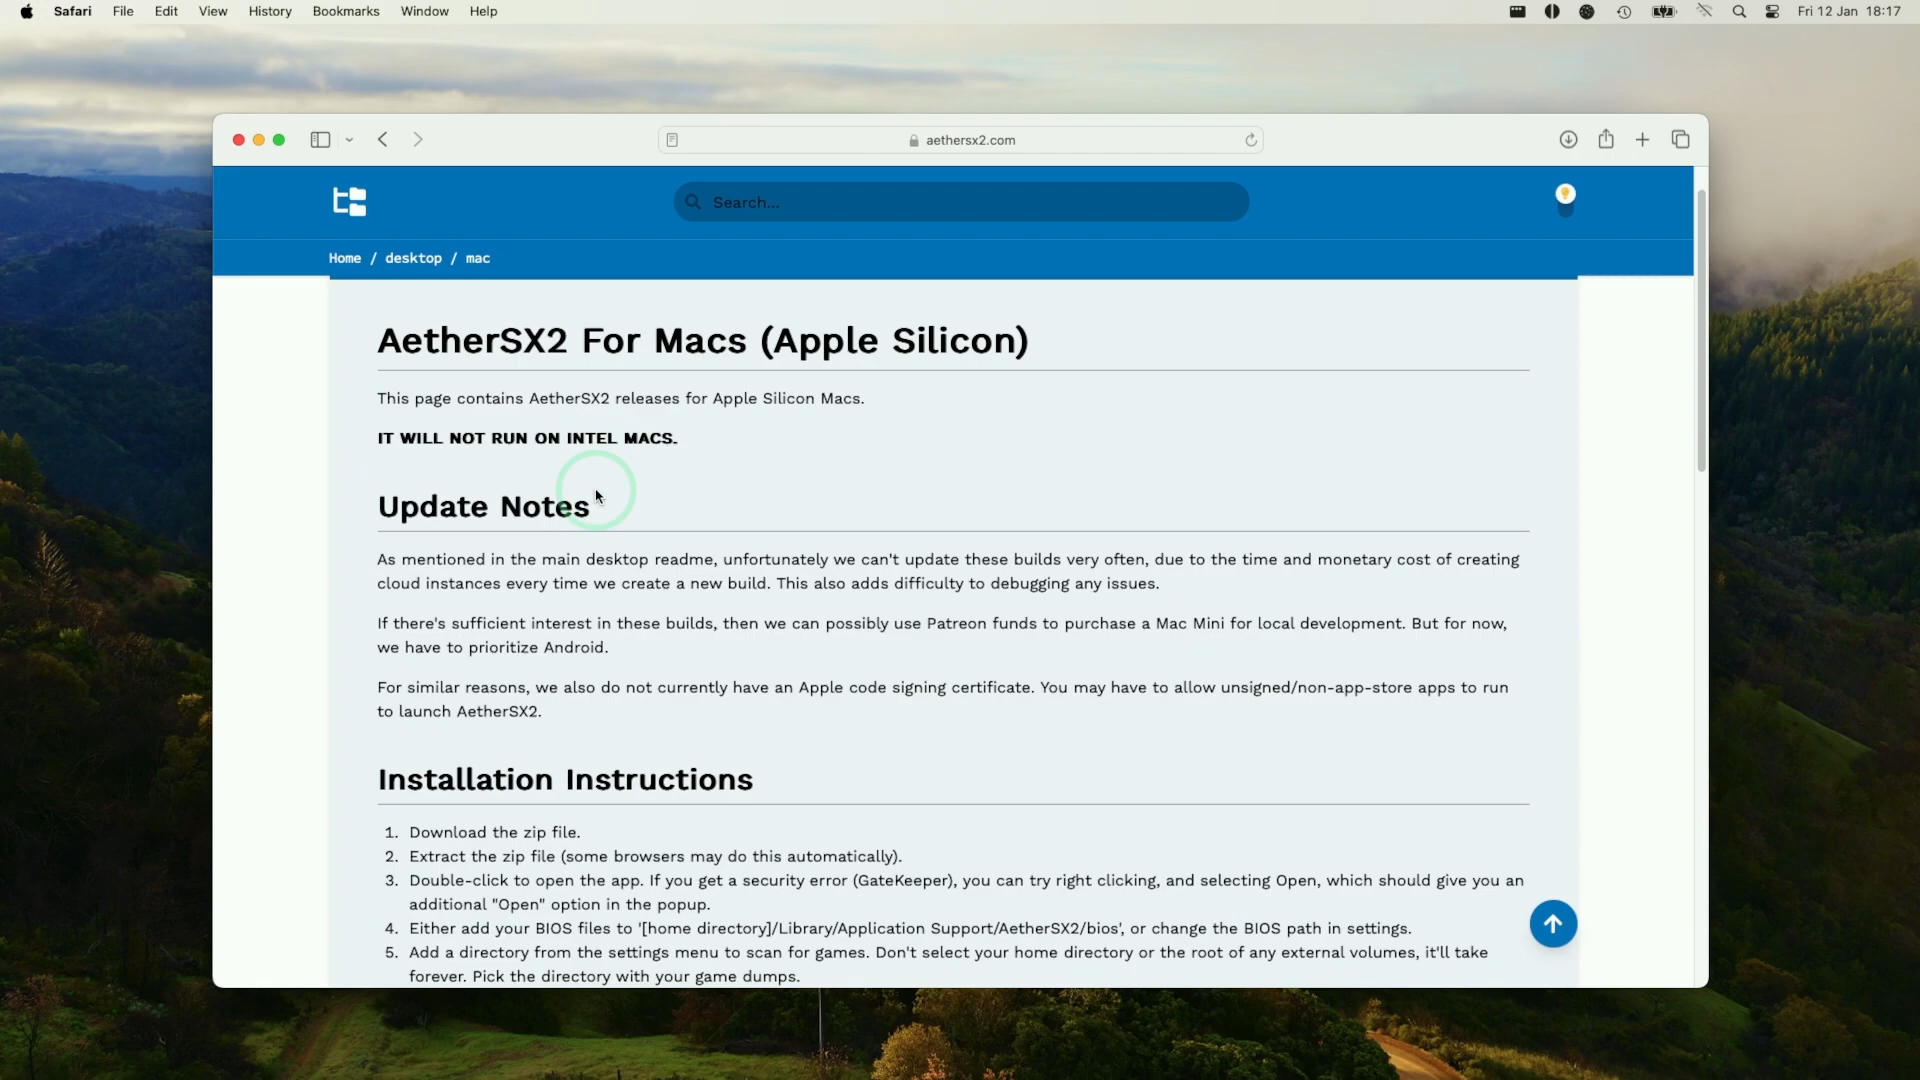 Safari File Edit View History Bookmarks Window Help Fri 12 Jan 18:17
aethersx2.com
Search...
Home / desktop / mac
AetherSX2 For Macs (Apple Silicon)
This page contains AetherSX2 releases for Apple Silicon Macs.
IT WILL NOT RUN ON INTEL MACS.
Update Notes
As mentioned in the main desktop readme, unfortunately we can't update these builds very often, due to the time and monetary cost of creating
cloud instances every time we create a new build. This also adds difficulty to debugging any issues.
If there's sufficient interest in these builds, then we can possibly use Patreon funds to purchase a Mac Mini for local development. But for now,
we have to prioritize Android.
For similar reasons, we also do not currently have an Apple code signing certificate. You may have to allow unsigned/non-app-store apps to run
to launch AetherSX2.
Installation Instructions
1. Download the zip file.
2. Extract the zip file (some browsers may do this automatically).
3. Double-click to open the app. If you get a security error (GateKeeper), you can try right clicking, and selecting Open, which should give you an
additional "Open" option in the popup.
4. Either add your BIOS files to '[home directory]/Library/Application Support/AetherSX2/bios', or change the BIOS path in settings.
5. Add a directory from the settings menu to scan for games. Don't select your home directory or the root of any external volumes, it'll take
forever. Pick the directory with your game dumps.